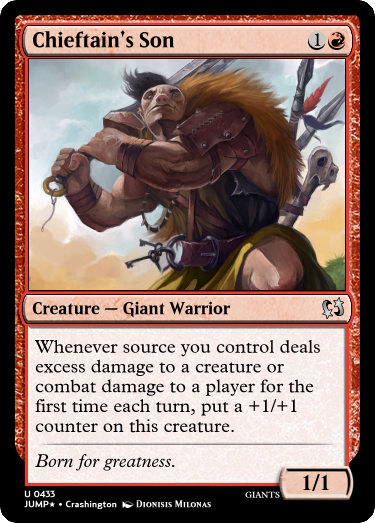 Chieftain's Son
1
Creature — Giant Warrior
Whenever source you control deals
excess damage to a creature or
combat damage to a player for the
first time each turn, put a +1/+1
counter on this creature.
Born for greatness.
1/1
U 0433
GIANTS
JUMP★ • Crashington Dionisis Milonas